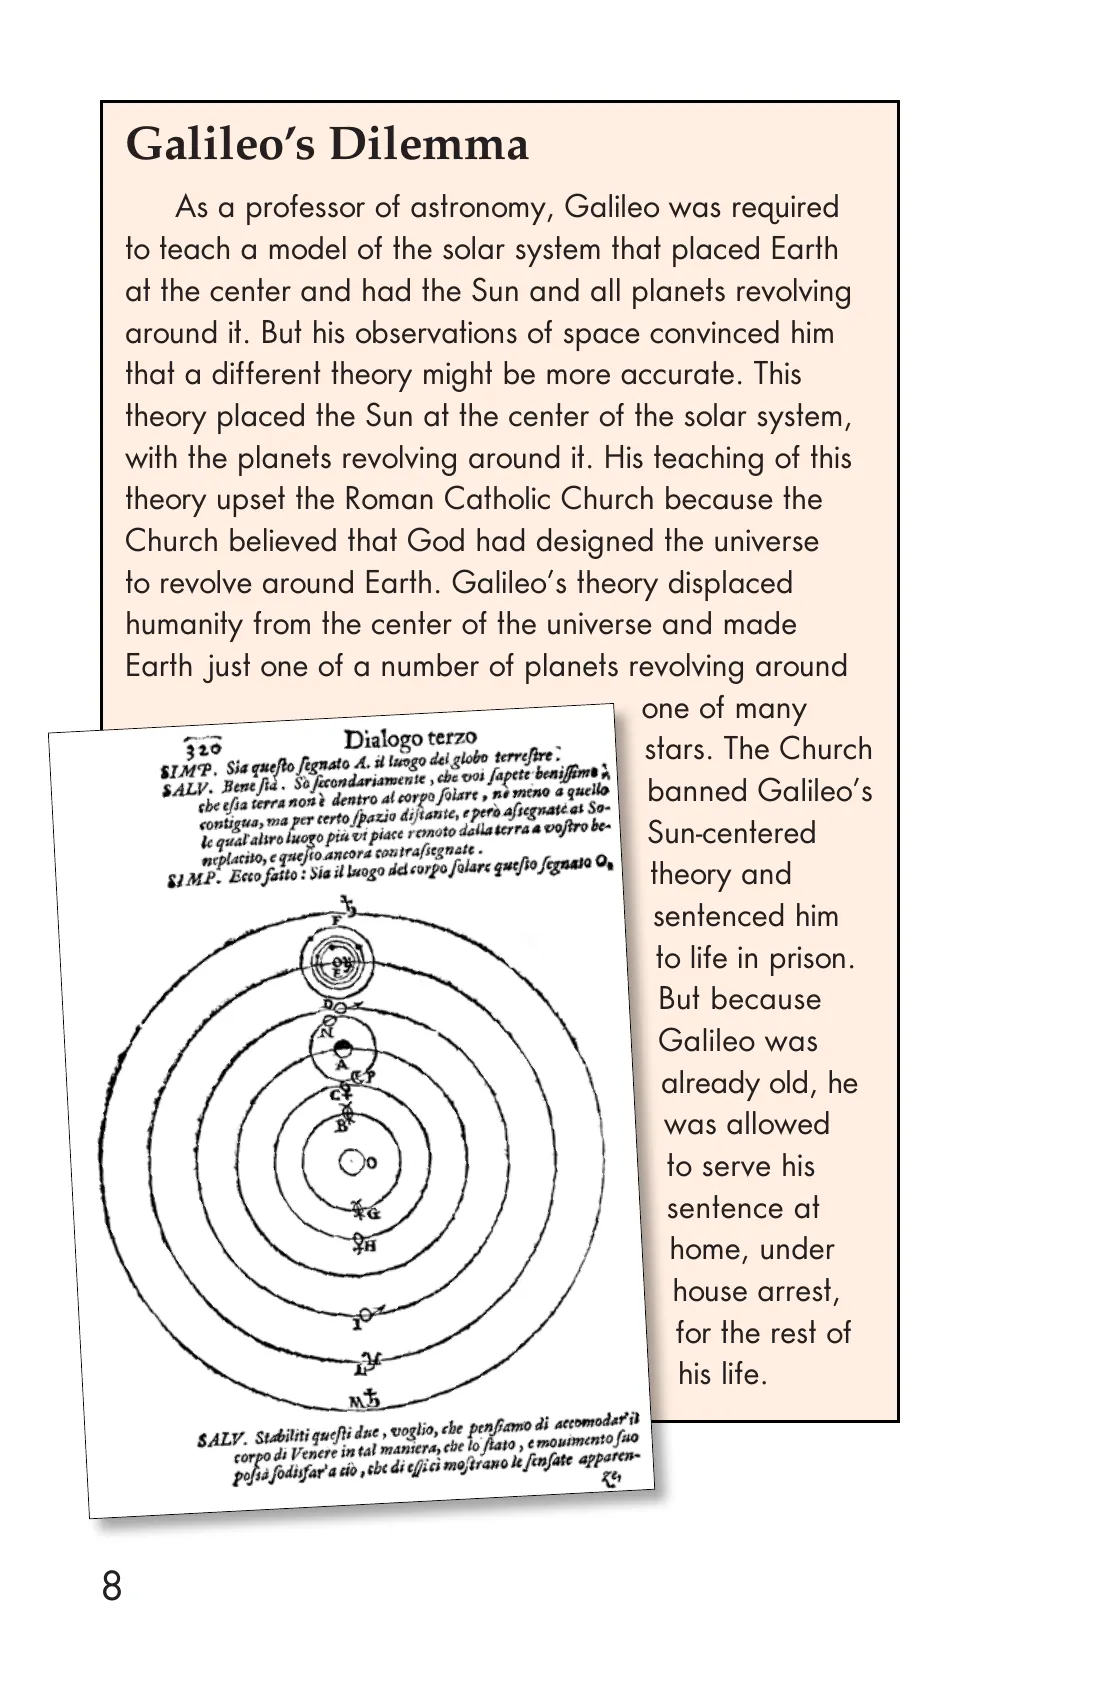 Galileo’s Dilemma
As a professor of astronomy, Galileo was required
to teach a model of the solar system that placed Earth
at the center and had the Sun and all planets revolving
around it. But his observations of space convinced him
that a different theory might be more accurate. This
theory placed the Sun at the center of the solar system,
with the planets revolving around it. His teaching of this
theory upset the Roman Catholic Church because the
Church believed that God had designed the universe
to revolve around Earth. Galileo’s theory displaced
humanity from the center of the universe and made
Earth just one of a number of planets revolving around
one of many
stars. The Church
banned Galileo’s
Sun-centered
theory and
sentenced him
to life in prison.
But because
Galileo was
already old, he
was allowed
to serve his
sentence at
home, under
house arrest,
for the rest of
his life.
320 Dialogo terzo
SIMP. Sia queſto ſegnato A. il luogo del globo terreſtre.
SALV. Bene ſtà. Sò ſecondariamente, che voi ſapete beniſſimo,
che eſſa terra non è dentro al corpo ſolare, nè meno a quello
contigua, ma per certo ſpazio diſtante, e però aſſegnate al So-
le qual'altro luogo più vi piace remoto dalla terra a voſtro be-
neplacito, e queſto ancora contraſsegnate.
SIMP. Ecco fatto: Sia il luogo del corpo ſolare queſto ſegnato O,
♄
F
E
D
N
A
C P
C
B
O
G
H
I
L
M ♄
SALV. Stabiliti queſti due, voglio, che penſiamo di accomodar'il
corpo di Venere in tal maniera, che lo ſtato, e mouimento ſuo
poſſa ſodisfar'a ciò, che di eſſi ci moſtrano le ſenſate apparen-
ze,
8